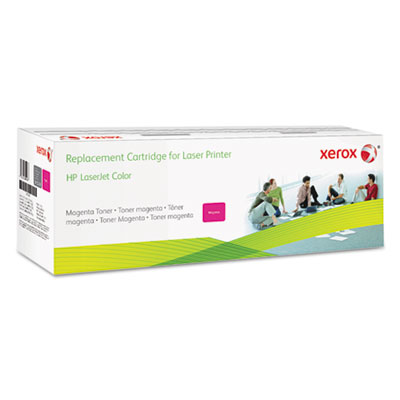 Replacement Cartridge for Laser Printer
xerox
HP LaserJet Color
Magenta Toner • Toner magenta • Tóner
magenta • Toner Magenta • Toner magenta
Magenta